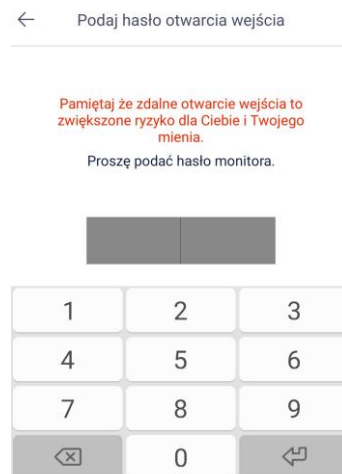 Podaj hasło otwarcia wejścia
Pamiętaj że zdalne otwarcie wejścia to
zwiększone ryzyko dla Ciebie i Twojego
mienia.
Proszę podać hasło monitora.
1 2 3
4 5 6
7 8 9
0